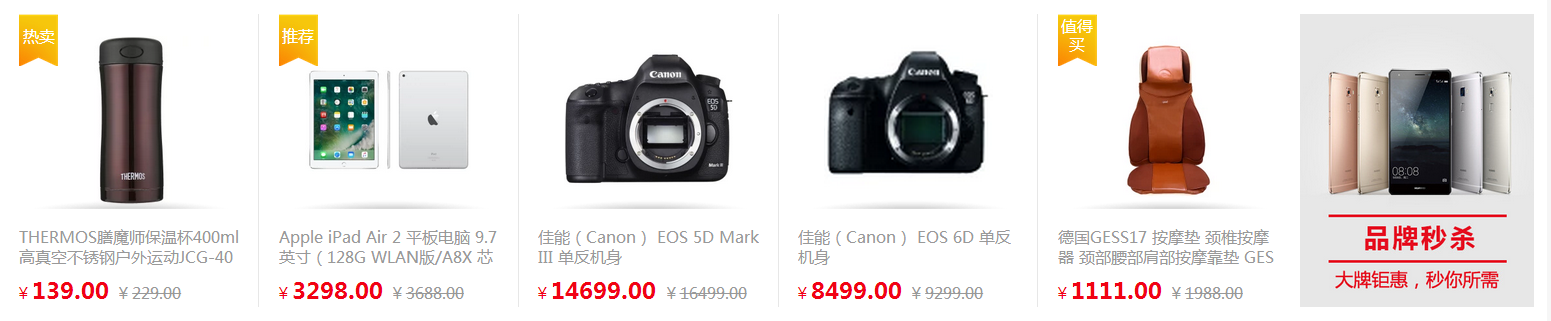 热卖
THERMOS
THERMOS膳魔师保温杯400ml
高真空不锈钢户外运动JCG-40
¥139.00 ¥229.00
推荐
Apple iPad Air 2 平板电脑 9.7
英寸（128G WLAN版/A8X 芯
¥3298.00 ¥3688.00
Canon
EOS
5D
Mark III
佳能（Canon） EOS 5D Mark
III 单反机身
¥14699.00 ¥16499.00
Canon
EOS
6D
佳能（Canon） EOS 6D 单反
机身
¥8499.00 ¥9299.00
值得
买
德国GESS17 按摩垫 颈椎按摩
器 颈部腰部肩部按摩靠垫 GES
¥1111.00 ¥1988.00
08:08
品牌秒杀
大牌钜惠，秒你所需